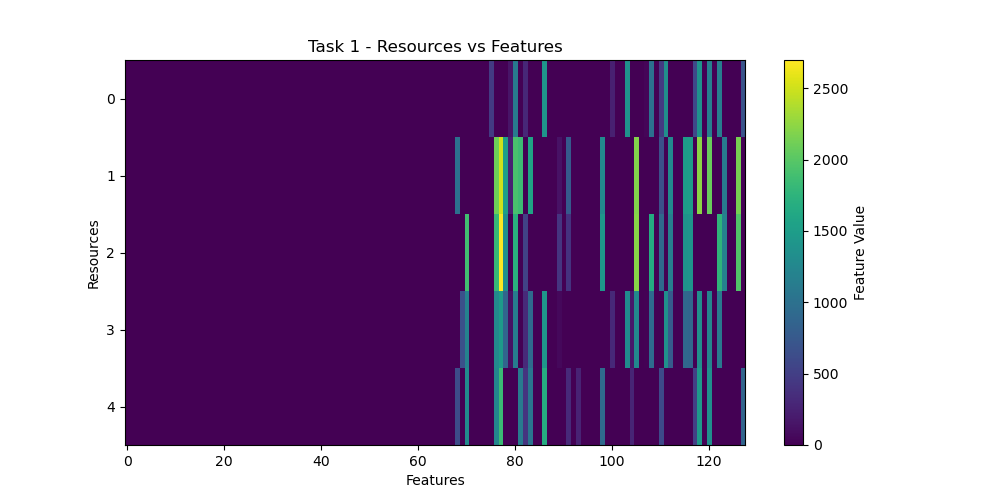 Task 1 - Resources vs Features
Resources
0
1
2
3
4
0 20 40 60 80 100 120
Features
2500
2000
1500
1000
500
0
Feature Value